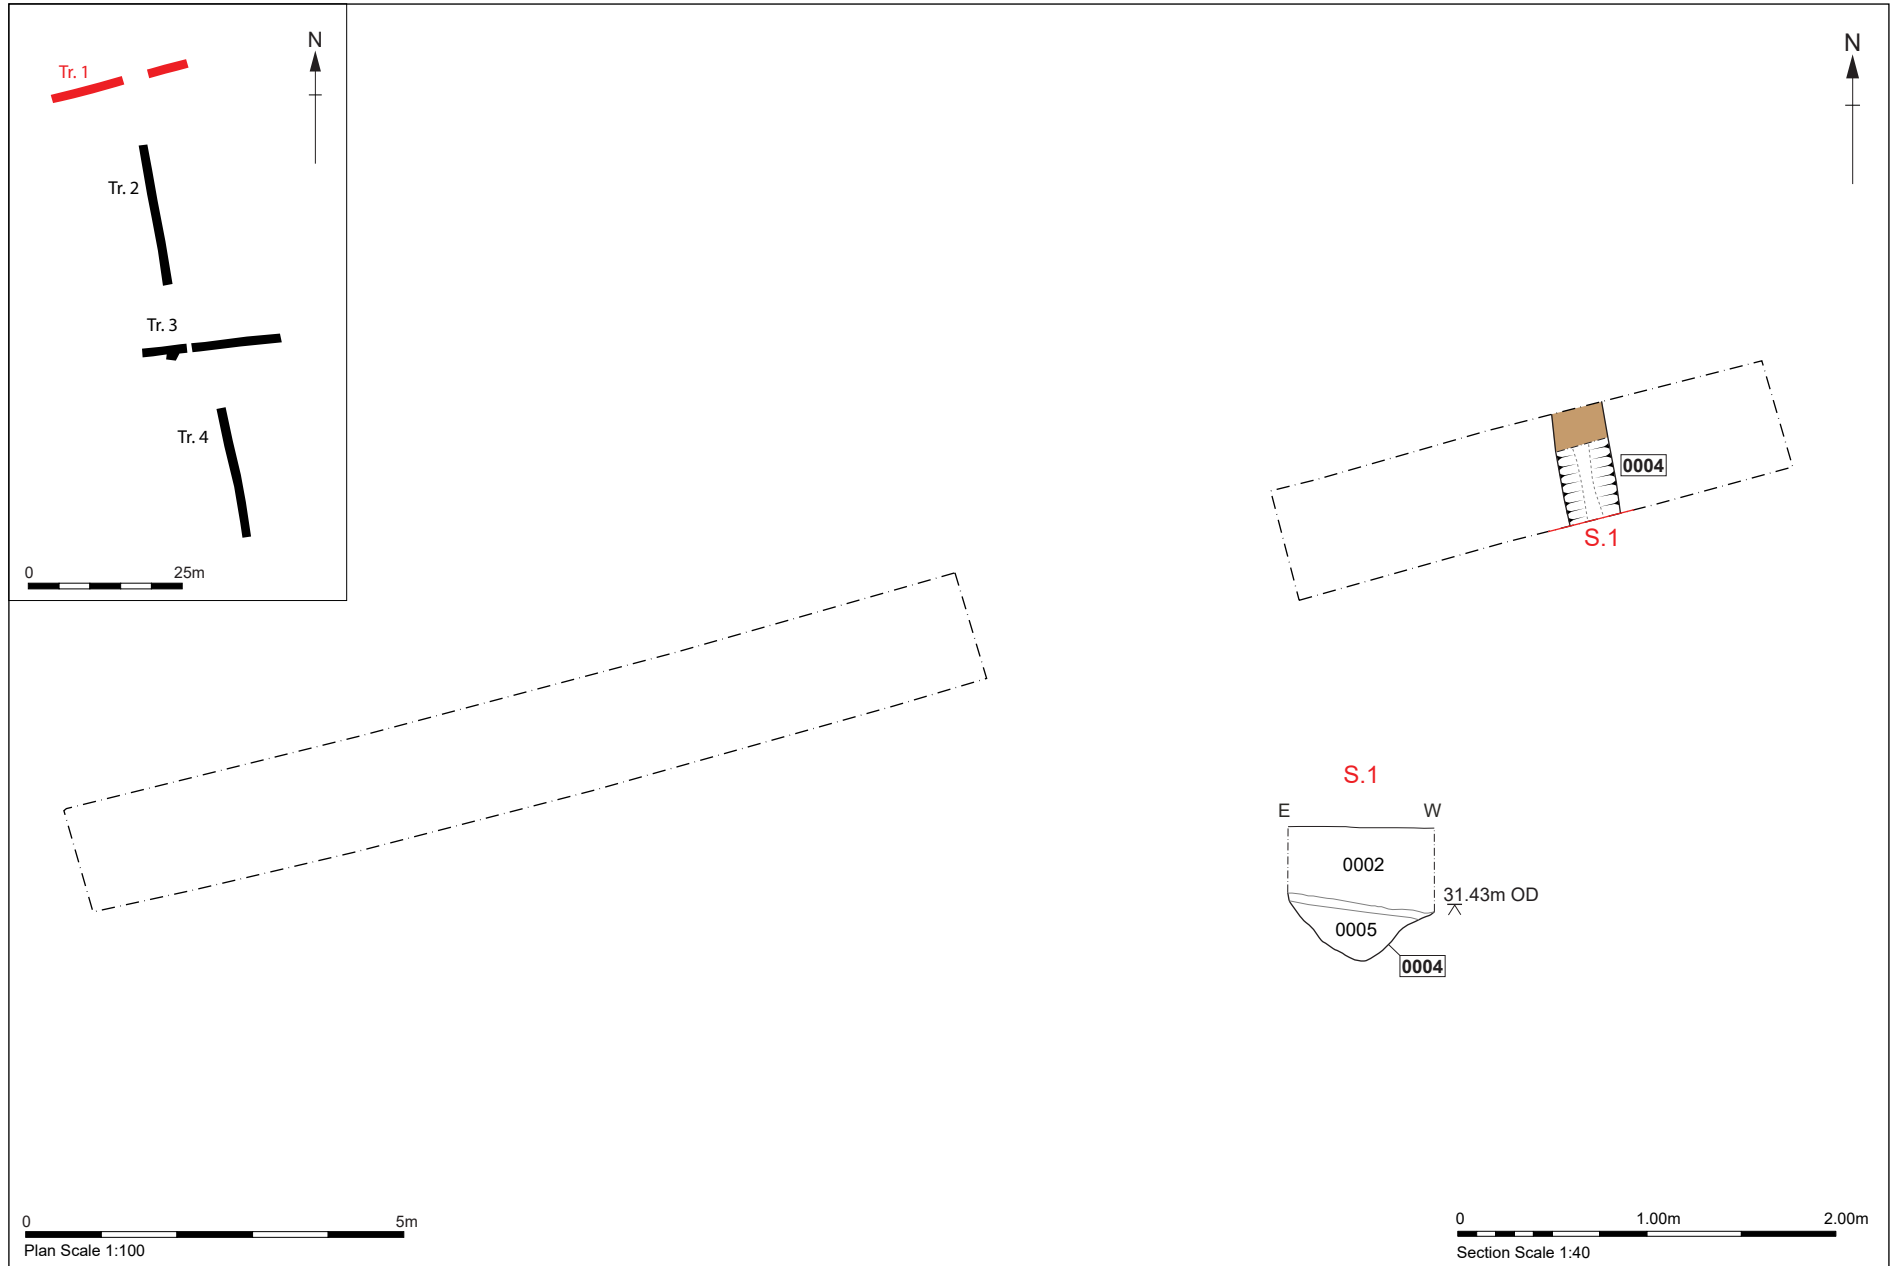 Tr. 1
N
Tr. 2
Tr. 3
Tr. 4
0 25m
N
0004
S.1
S.1
E W
0002
31.43m OD
0005
0004
0 5m
Plan Scale 1:100
0 1.00m 2.00m
Section Scale 1:40